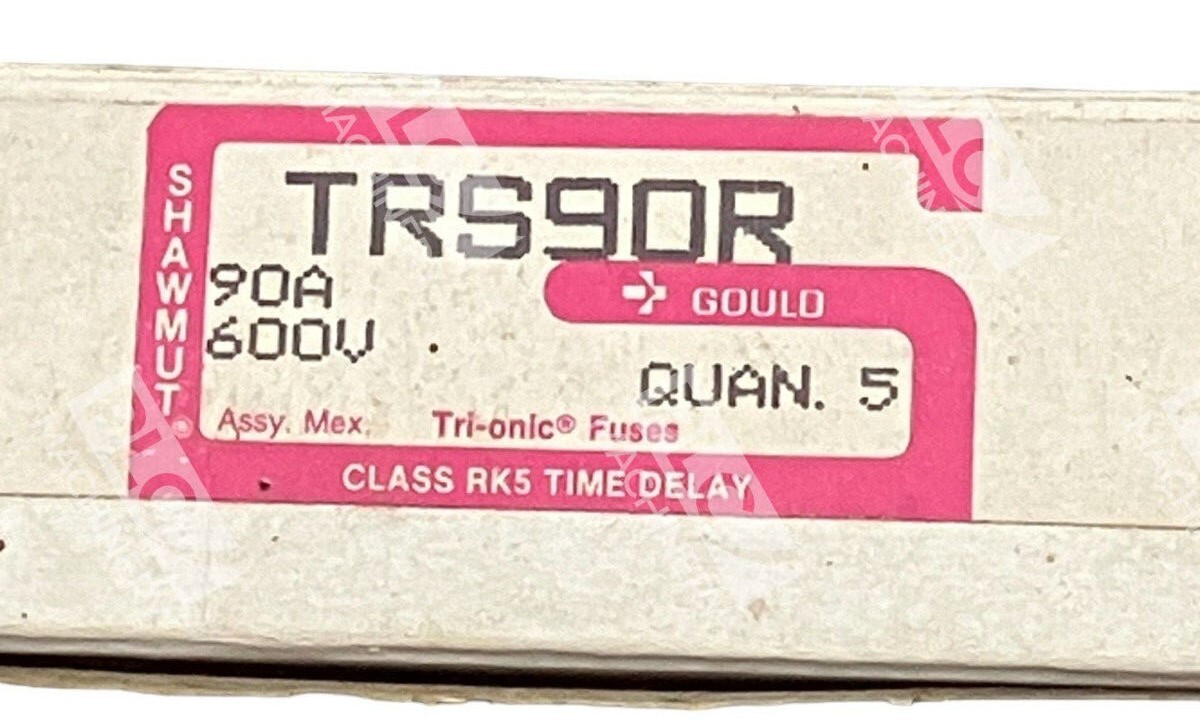 SHAWMUT®
TRS90R
90A
GOULD
600V
QUAN. 5
Assy. Mex. Tri-onic® Fuses
CLASS RK5 TIME DELAY